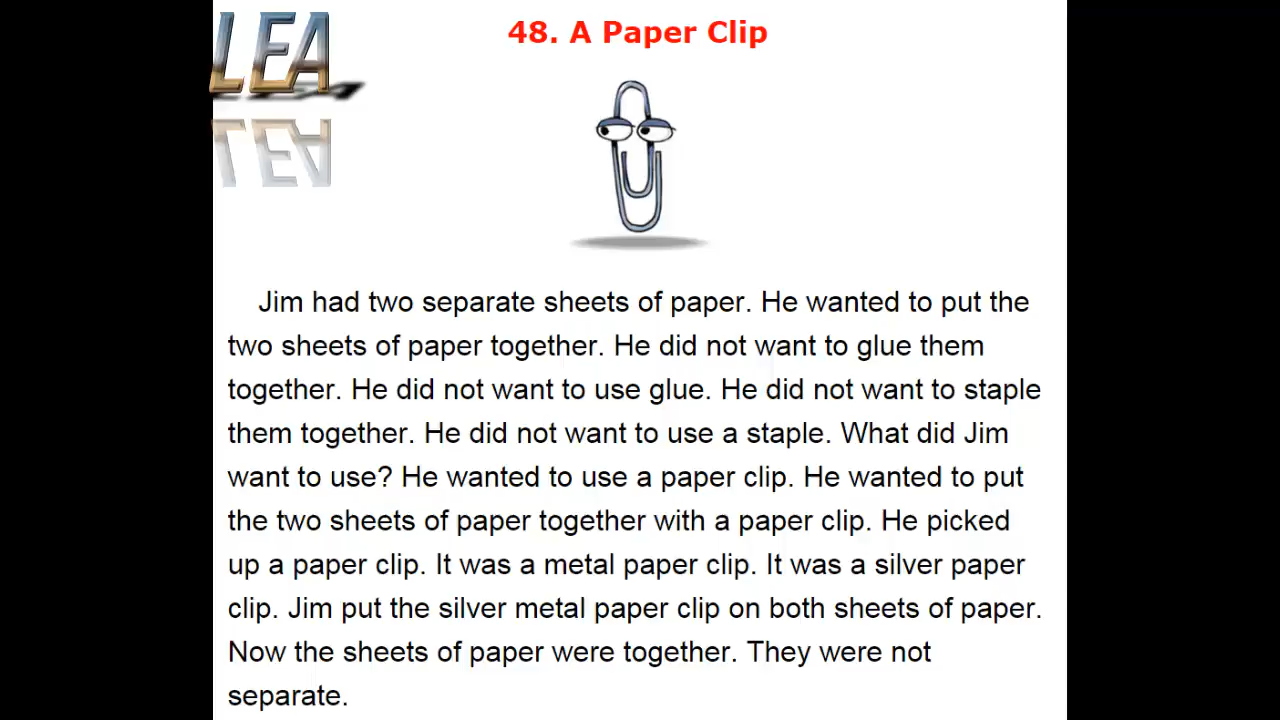 LEA
48. A Paper Clip
Jim had two separate sheets of paper. He wanted to put the
two sheets of paper together. He did not want to glue them
together. He did not want to use glue. He did not want to staple
them together. He did not want to use a staple. What did Jim
want to use? He wanted to use a paper clip. He wanted to put
the two sheets of paper together with a paper clip. He picked
up a paper clip. It was a metal paper clip. It was a silver paper
clip. Jim put the silver metal paper clip on both sheets of paper.
Now the sheets of paper were together. They were not
separate.